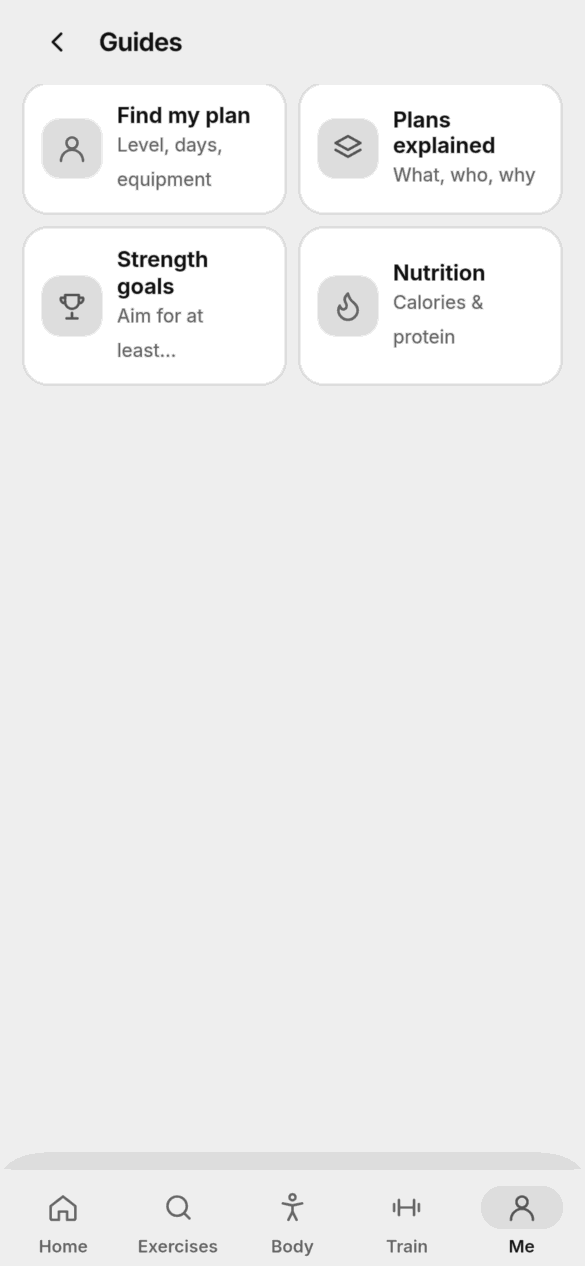 Guides
Find my plan
Level, days,
equipment
Plans
explained
What, who, why
Strength
goals
Aim for at
least...
Nutrition
Calories &
protein
Home
Exercises
Body
Train
Me